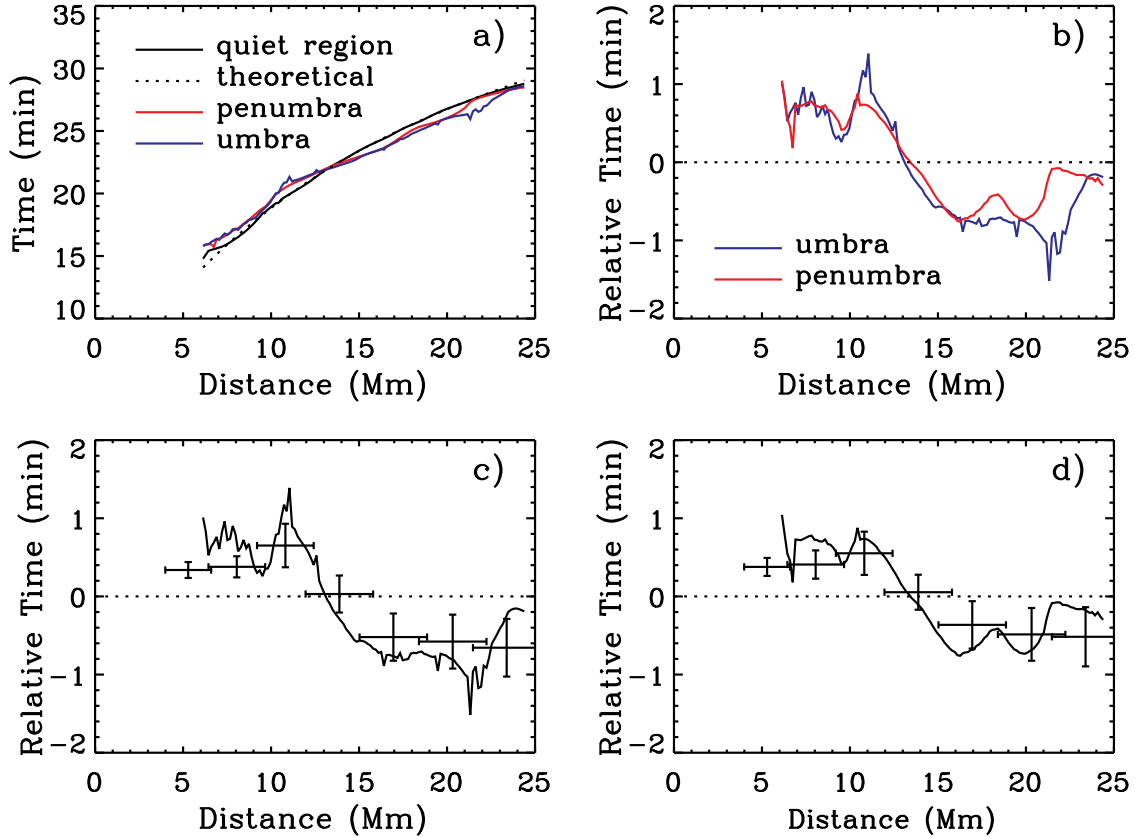 a)
quiet region
theoretical
penumbra
umbra
35
30
25
20
15
10
Time (min)
0 5 10 15 20 25
Distance (Mm)
b)
umbra
penumbra
2
1
0
-1
-2
Relative Time (min)
0 5 10 15 20 25
Distance (Mm)
c)
2
1
0
-1
-2
Relative Time (min)
0 5 10 15 20 25
Distance (Mm)
d)
2
1
0
-1
-2
Relative Time (min)
0 5 10 15 20 25
Distance (Mm)